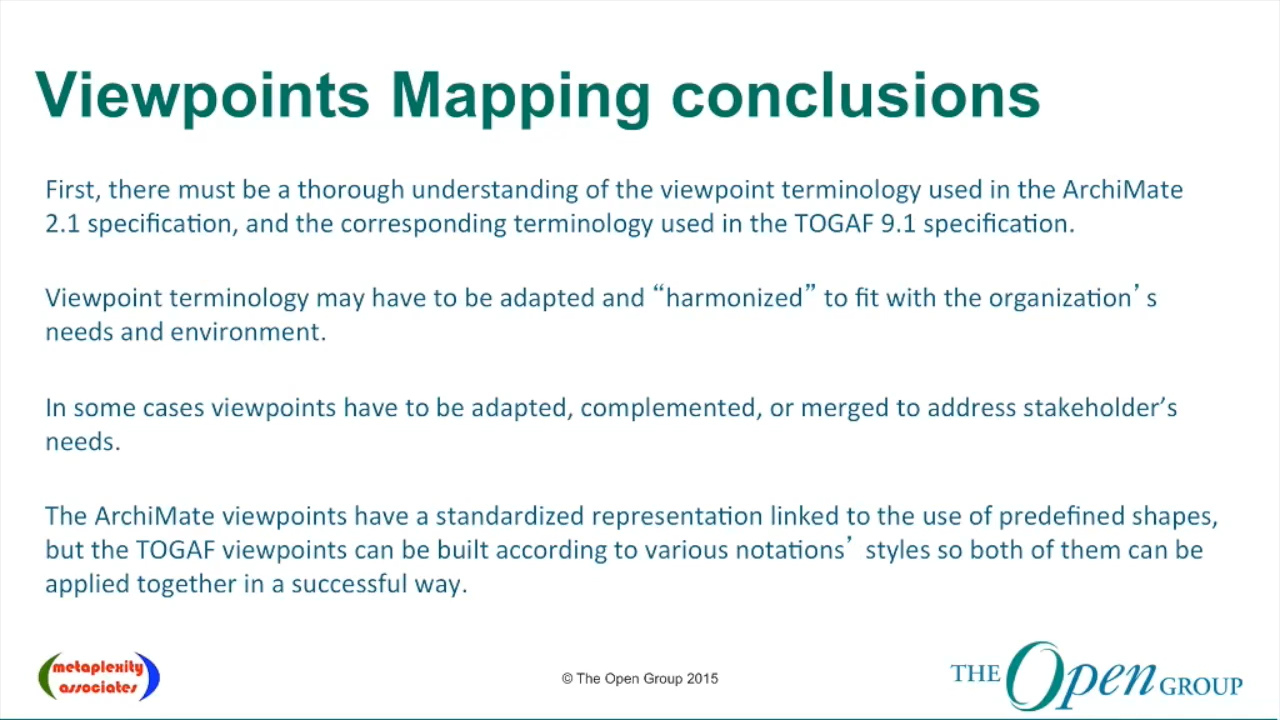 Viewpoints Mapping conclusions
First, there must be a thorough understanding of the viewpoint terminology used in the ArchiMate
2.1 specification, and the corresponding terminology used in the TOGAF 9.1 specification.
Viewpoint terminology may have to be adapted and “harmonized” to fit with the organization’s
needs and environment.
In some cases viewpoints have to be adapted, complemented, or merged to address stakeholder’s
needs.
The ArchiMate viewpoints have a standardized representation linked to the use of predefined shapes,
but the TOGAF viewpoints can be built according to various notations’ styles so both of them can be
applied together in a successful way.
metaplexity
associates
© The Open Group 2015
THE Open GROUP